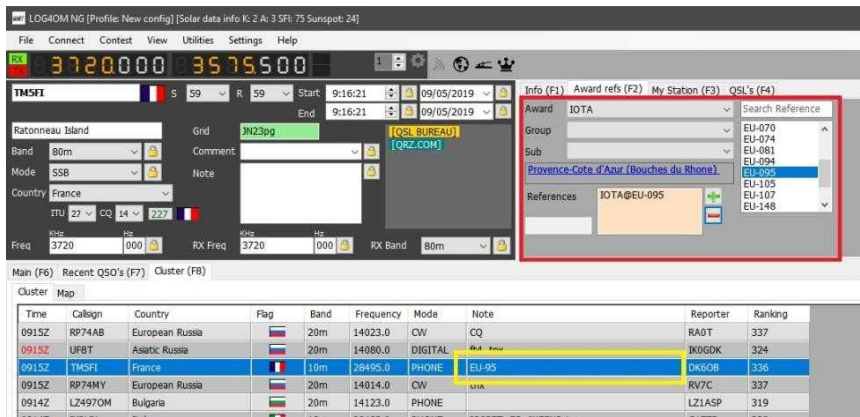 LOG4OM NG [Profile: New config] [Solar data info K: 2 A: 3 SFI: 75 Sunspot: 24]
File Connect Contest View Utilities Settings Help
RX 3720.000 3575.500 1
TX
TM5FI S 59 R 59 Start 9:16:21 09/05/2019
End 9:16:21 09/05/2019
Ratonneau Island Grid JN23pg [QSL BUREAU]
Band 80m Comment [QRZ.COM]
Mode SSB Note
Country France
ITU 27 CQ 14 227
KHz Hz KHz Hz
Freq 3720 000 RX Freq 3720 000 RX Band 80m
Info (F1) Award refs (F2) My Station (F3) QSL's (F4)
Award IOTA Search Reference
Group
Sub
Provence-Cote d'Azur (Bouches du Rhone)
References IOTA@EU-095
EU-070
EU-074
EU-081
EU-094
EU-095
EU-105
EU-107
EU-148
Main (F6) Recent QSO's (F7) Cluster (F8)
Cluster Map
Time Callsign Country Flag Band Frequency Mode Note Reporter Ranking
0915Z RP74AB European Russia 20m 14023.0 CW CQ RA0T 337
0915Z UF8T Asiatic Russia 20m 14080.0 DIGITAL ft4 tnx IK0GDK 324
0915Z TM5FI France 10m 28495.0 PHONE EU-95 DK6OB 336
0915Z RP74MY European Russia 20m 14014.0 CW tnx RV7C 337
0914Z LZ497OM Bulgaria 20m 14123.0 PHONE LZ1ASP 319